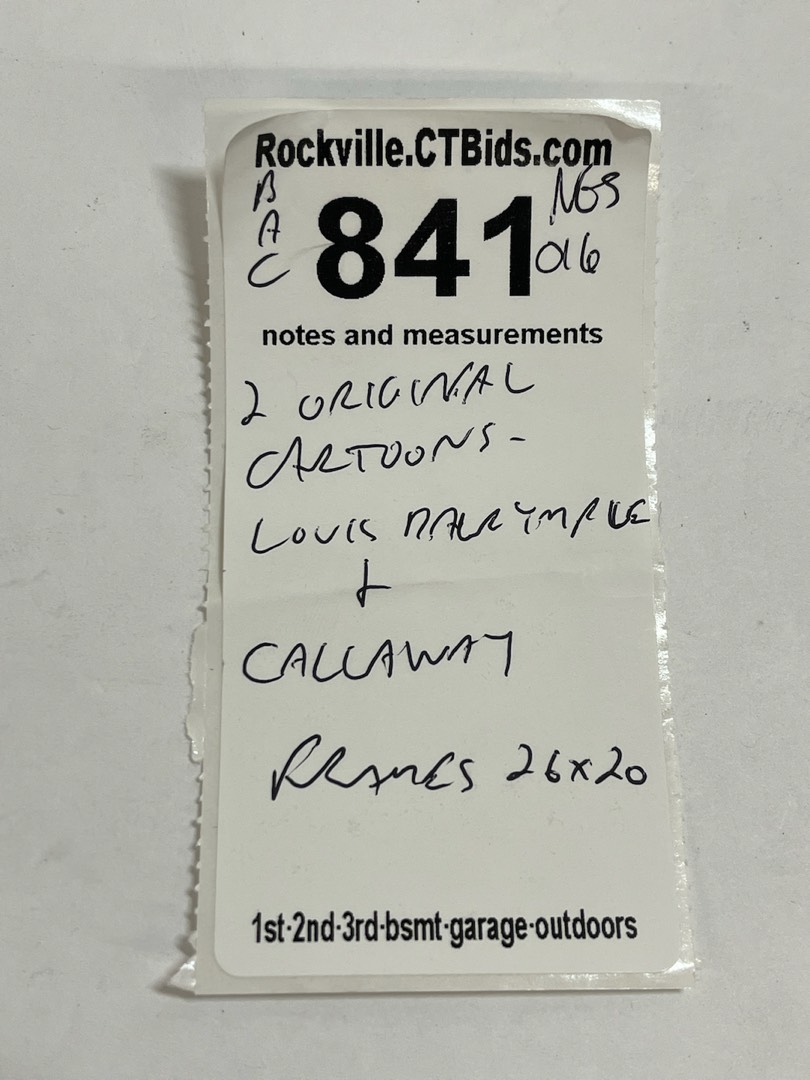 Rockville.CTBids.com
BAC 841 NGS
016
notes and measurements
2 ORIGINAL
CARTOONS-
LOUIS DALRYMPLE
+
CALLAWAY
FRAMES 26x20
1st·2nd·3rd·bsmt·garage·outdoors